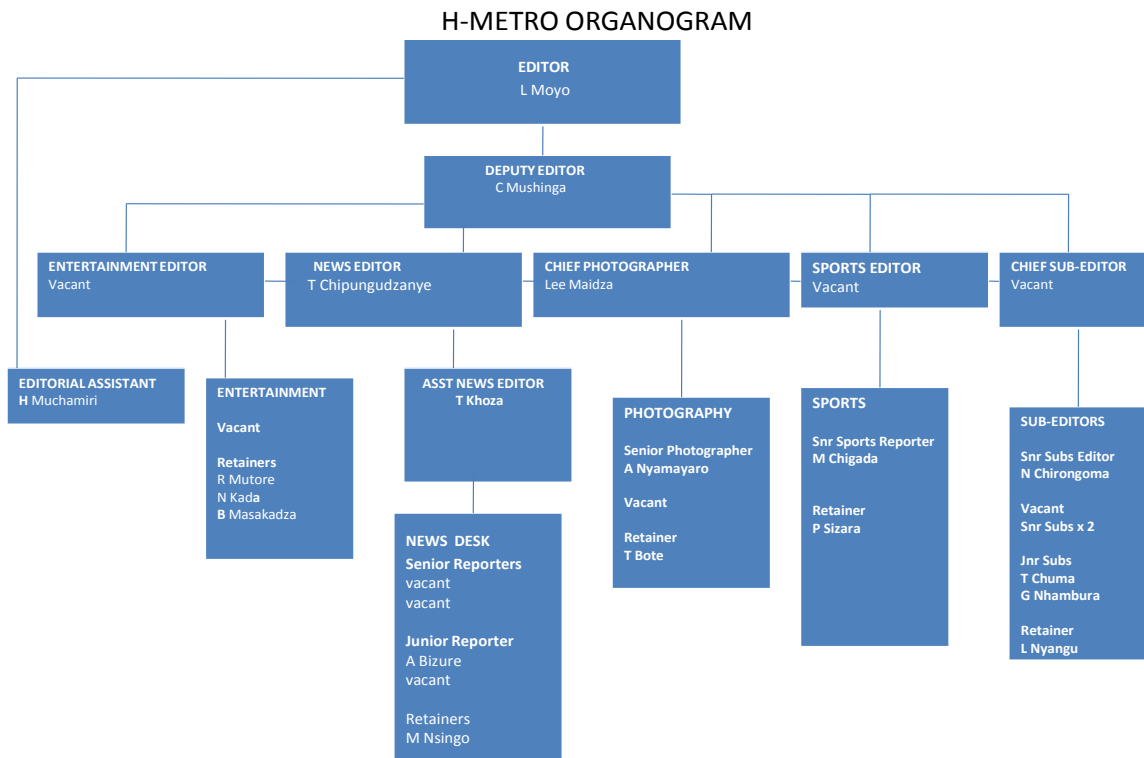 H-METRO ORGANOGRAM
EDITOR
L Moyo
DEPUTY EDITOR
C Mushinga
ENTERTAINMENT EDITOR
Vacant
NEWS EDITOR
T Chipungudzanye
CHIEF PHOTOGRAPHER
Lee Maidza
SPORTS EDITOR
Vacant
CHIEF SUB-EDITOR
Vacant
EDITORIAL ASSISTANT
H Muchamiri
ENTERTAINMENT
Vacant
Retainers
R Mutore
N Kada
B Masakadza
ASST NEWS EDITOR
T Khoza
NEWS DESK
Senior Reporters
vacant
vacant
Junior Reporter
A Bizure
vacant
Retainers
M Nsingo
PHOTOGRAPHY
Senior Photographer
A Nyamayaro
Vacant
Retainer
T Bote
SPORTS
Snr Sports Reporter
M Chigada
Retainer
P Sizara
SUB-EDITORS
Snr Subs Editor
N Chirongoma
Vacant
Snr Subs x 2
Jnr Subs
T Chuma
G Nhambura
Retainer
L Nyangu